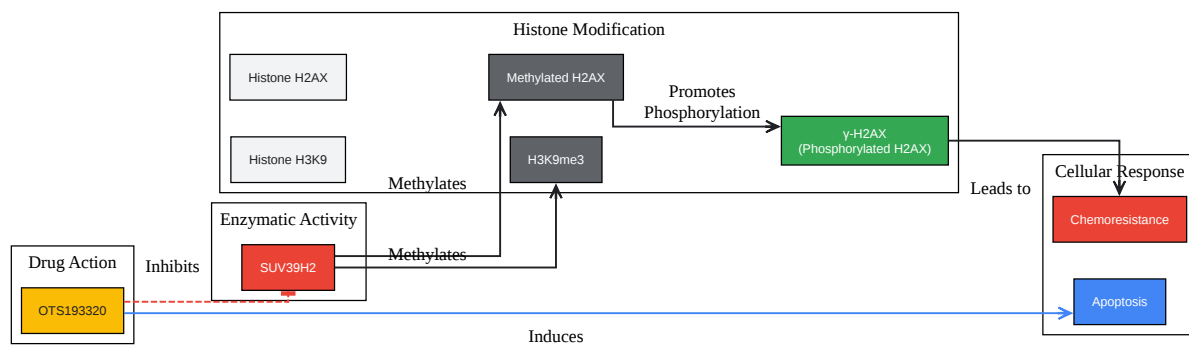 Histone Modification
Histone H2AX
Methylated H2AX
Promotes
Phosphorylation
γ-H2AX
(Phosphorylated H2AX)
Histone H3K9
H3K9me3
Methylates
Leads to
Cellular Response
Chemoresistance
Enzymatic Activity
SUV39H2
Methylates
Drug Action
Inhibits
OTS193320
Apoptosis
Induces